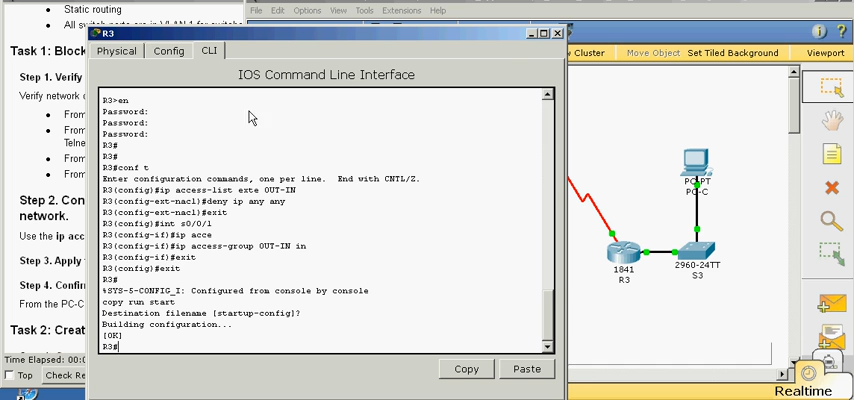 Static routing
All switch ports are in VLAN 1 for switche
Task 1: Block
Step 1. Verify
Verify network c
From
From
Telne
From
Step 2. Con
network.
Use the ip acc
Step 3. Apply
Step 4. Confir
From the PC-C
Task 2: Creat
Time Elapsed: 00:0
Top
Check Re
File Edit Options View Tools Extensions Help
R3
Physical Config CLI
IOS Command Line Interface
R3>en
Password:
Password:
Password:
R3#
R3#
R3#conf t
Enter configuration commands, one per line. End with CNTL/Z.
R3(config)#ip access-list exte OUT-IN
R3(config-ext-nacl)#deny ip any any
R3(config-ext-nacl)#exit
R3(config)#int s0/0/1
R3(config-if)#ip acce
R3(config-if)#ip access-group OUT-IN in
R3(config-if)#exit
R3(config)#exit
R3#
%SYS-5-CONFIG_I: Configured from console by console
copy run start
Destination filename [startup-config]?
Building configuration...
[OK]
R3#
Copy Paste
Cluster Move Object Set Tiled Background Viewport
PC-PT
PC-C
1841
R3
2960-24TT
S3
Realtime